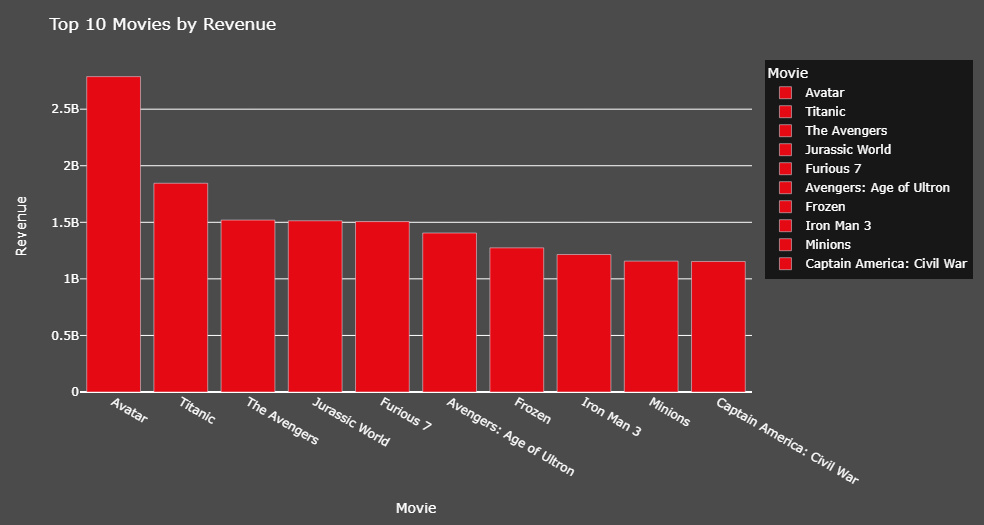 Top 10 Movies by Revenue
Movie
Avatar
Titanic
The Avengers
Jurassic World
Furious 7
Avengers: Age of Ultron
Frozen
Iron Man 3
Minions
Captain America: Civil War
2.5B
2B
1.5B
1B
0.5B
0
Revenue
Avatar
Titanic
The Avengers
Jurassic World
Furious 7
Avengers: Age of Ultron
Frozen
Iron Man 3
Minions
Captain America: Civil War
Movie